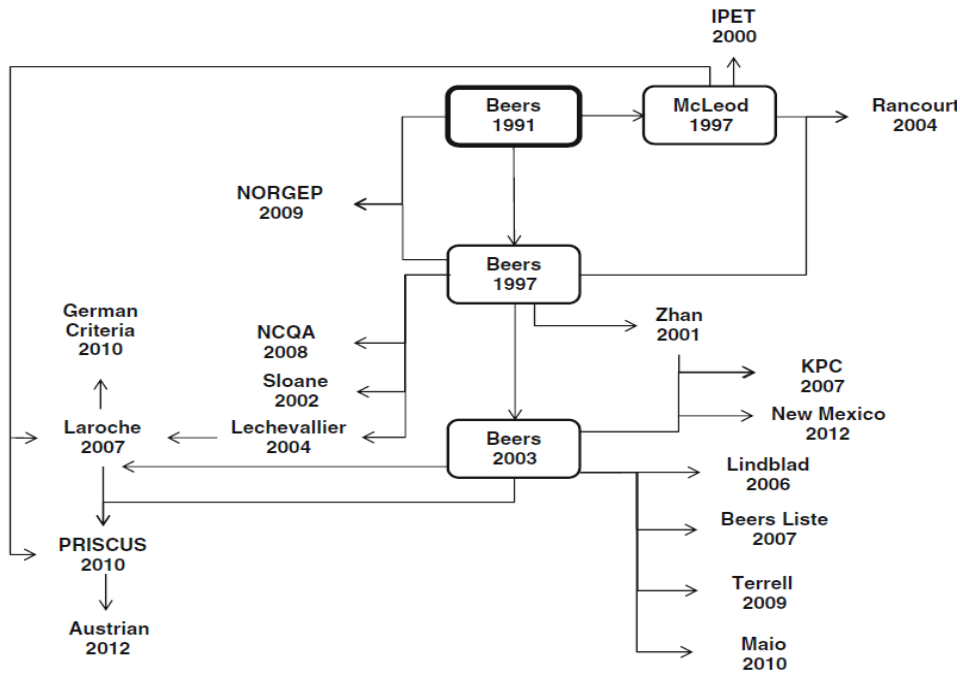 IPET
2000
Beers
1991
McLeod
1997
Rancourt
2004
NORGEP
2009
Beers
1997
German
Criteria
2010
NCQA
2008
Zhan
2001
Sloane
2002
KPC
2007
Laroche
2007
Lechevallier
2004
Beers
2003
New Mexico
2012
Lindblad
2006
Beers Liste
2007
PRISCUS
2010
Terrell
2009
Austrian
2012
Maio
2010